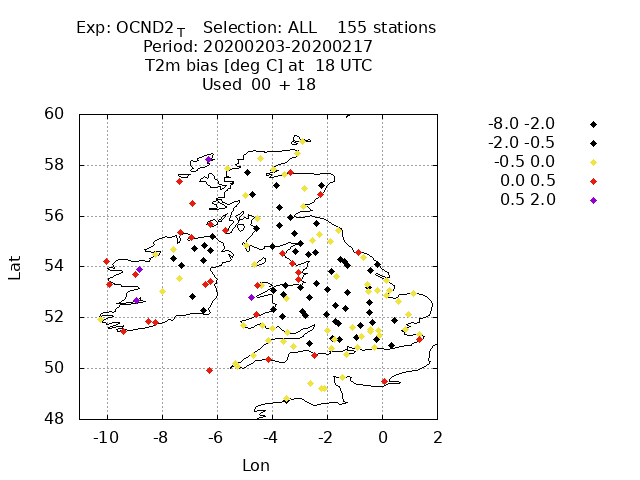 Exp: OCND2T Selection: ALL 155 stations
Period: 20200203-20200217
T2m bias [deg C] at 18 UTC
Used 00 + 18
-8.0 -2.0
-2.0 -0.5
-0.5 0.0
0.0 0.5
0.5 2.0
60
58
56
54
52
50
48
Lat
-10 -8 -6 -4 -2 0 2
Lon